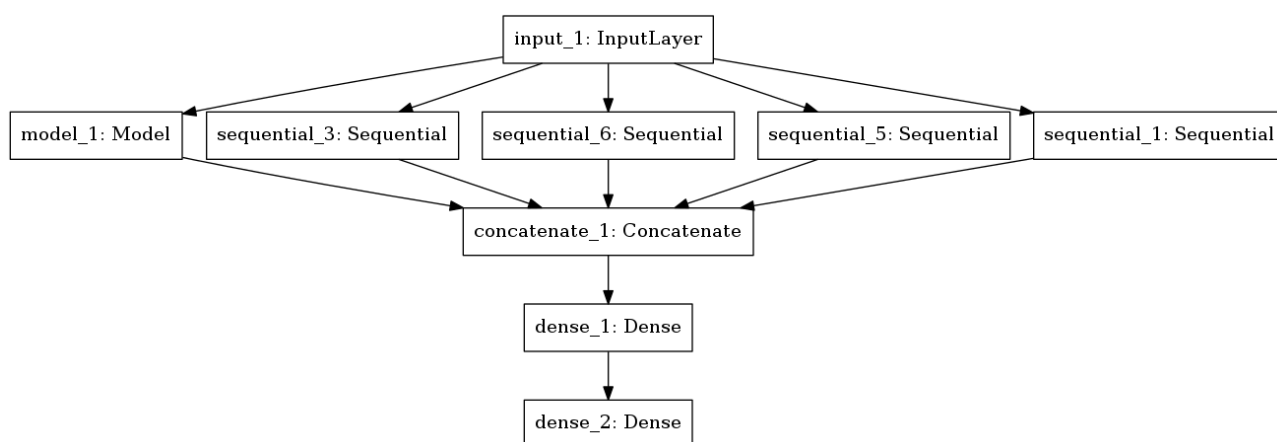 input_1: InputLayer
model_1: Model
sequential_3: Sequential
sequential_6: Sequential
sequential_5: Sequential
sequential_1: Sequential
concatenate_1: Concatenate
dense_1: Dense
dense_2: Dense